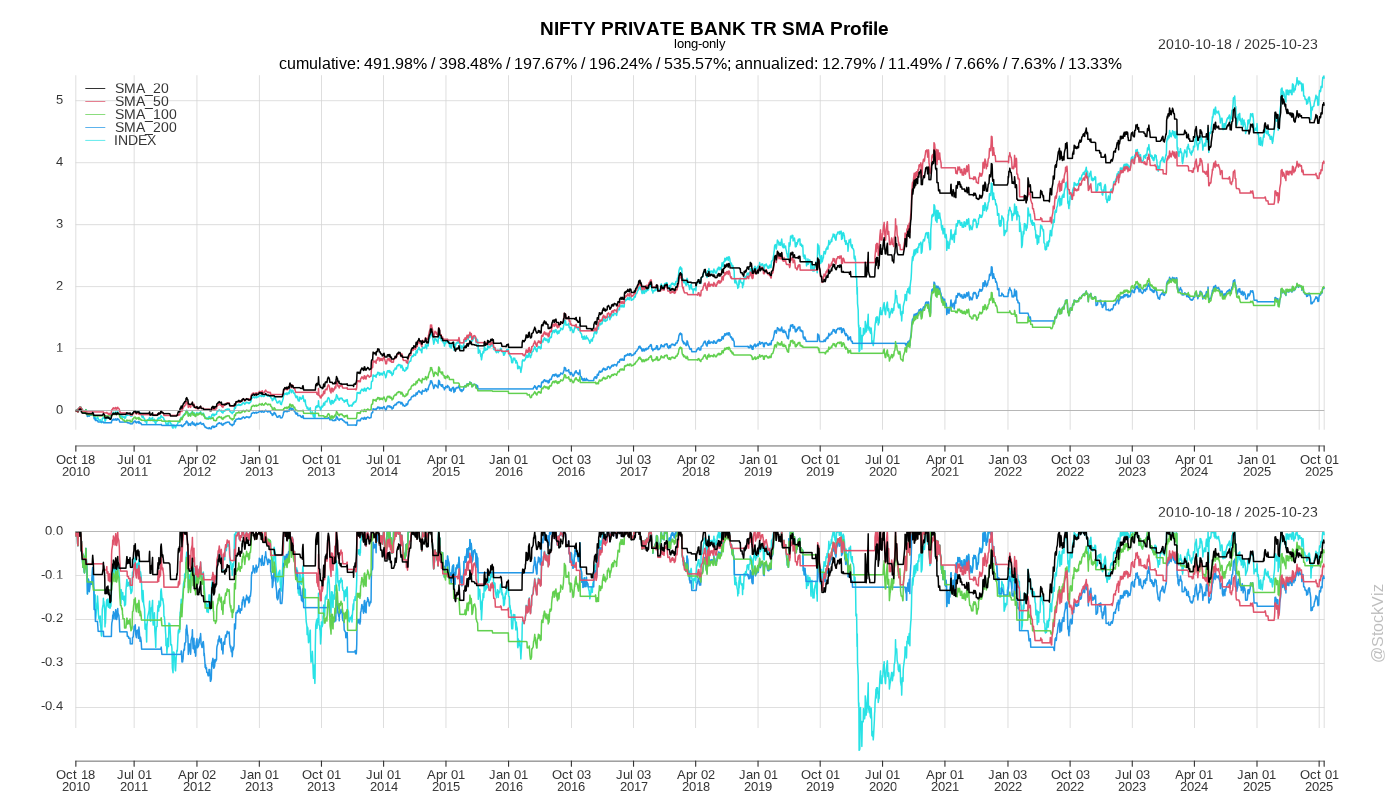 NIFTY PRIVATE BANK TR SMA Profile
long-only
2010-10-18 / 2025-10-23
cumulative: 491.98% / 398.48% / 197.67% / 196.24% / 535.57%; annualized: 12.79% / 11.49% / 7.66% / 7.63% / 13.33%
SMA_20
SMA_50
SMA_100
SMA_200
INDEX
5
4
3
2
1
0
Oct 18 Jul 01 Apr 02 Jan 01 Oct 01 Jul 01 Apr 01 Jan 01 Oct 03 Jul 03 Apr 02 Jan 01 Oct 01 Jul 01 Apr 01 Jan 03 Oct 03 Jul 03 Apr 01 Jan 01 Oct 01
2010 2011 2012 2013 2013 2014 2015 2016 2016 2017 2018 2019 2019 2020 2021 2022 2022 2023 2024 2025 2025
2010-10-18 / 2025-10-23
0.0
-0.1
-0.2
-0.3
-0.4
Oct 18 Jul 01 Apr 02 Jan 01 Oct 01 Jul 01 Apr 01 Jan 01 Oct 03 Jul 03 Apr 02 Jan 01 Oct 01 Jul 01 Apr 01 Jan 03 Oct 03 Jul 03 Apr 01 Jan 01 Oct 01
2010 2011 2012 2013 2013 2014 2015 2016 2016 2017 2018 2019 2019 2020 2021 2022 2022 2023 2024 2025 2025
@StockViz